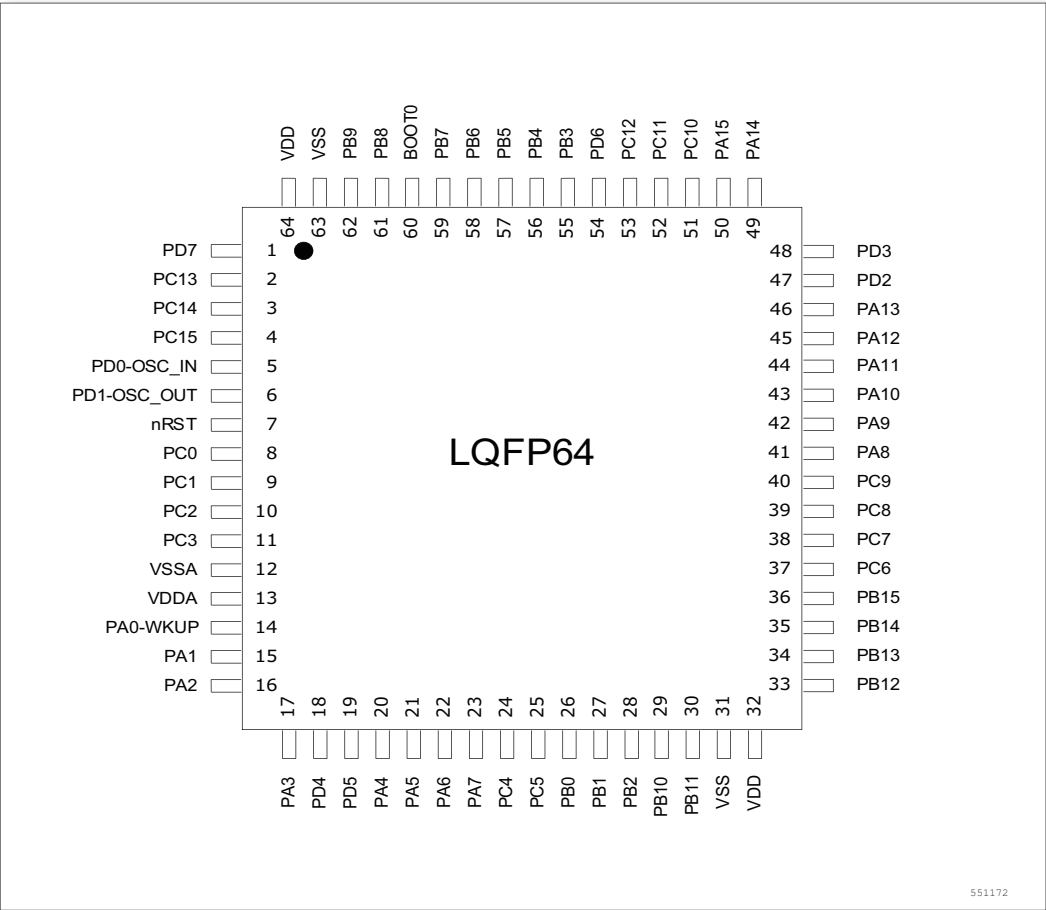 VDD VSS PB9 PB8 BOOT0 PB7 PB6 PB5 PB4 PB3 PD6 PC12 PC11 PC10 PA15 PA14
64 63 62 61 60 59 58 57 56 55 54 53 52 51 50 49
PD7 1 48 PD3
PC13 2 47 PD2
PC14 3 46 PA13
PC15 4 45 PA12
PD0-OSC_IN 5 44 PA11
PD1-OSC_OUT 6 43 PA10
nRST 7 42 PA9
PC0 8 41 PA8
LQFP64
PC1 9 40 PC9
PC2 10 39 PC8
PC3 11 38 PC7
VSSA 12 37 PC6
VDDA 13 36 PB15
PA0-WKUP 14 35 PB14
PA1 15 34 PB13
PA2 16 33 PB12
17 18 19 20 21 22 23 24 25 26 27 28 29 30 31 32
PA3 PD4 PD5 PA4 PA5 PA6 PA7 PC4 PC5 PB0 PB1 PB2 PB10 PB11 VSS VDD
551172